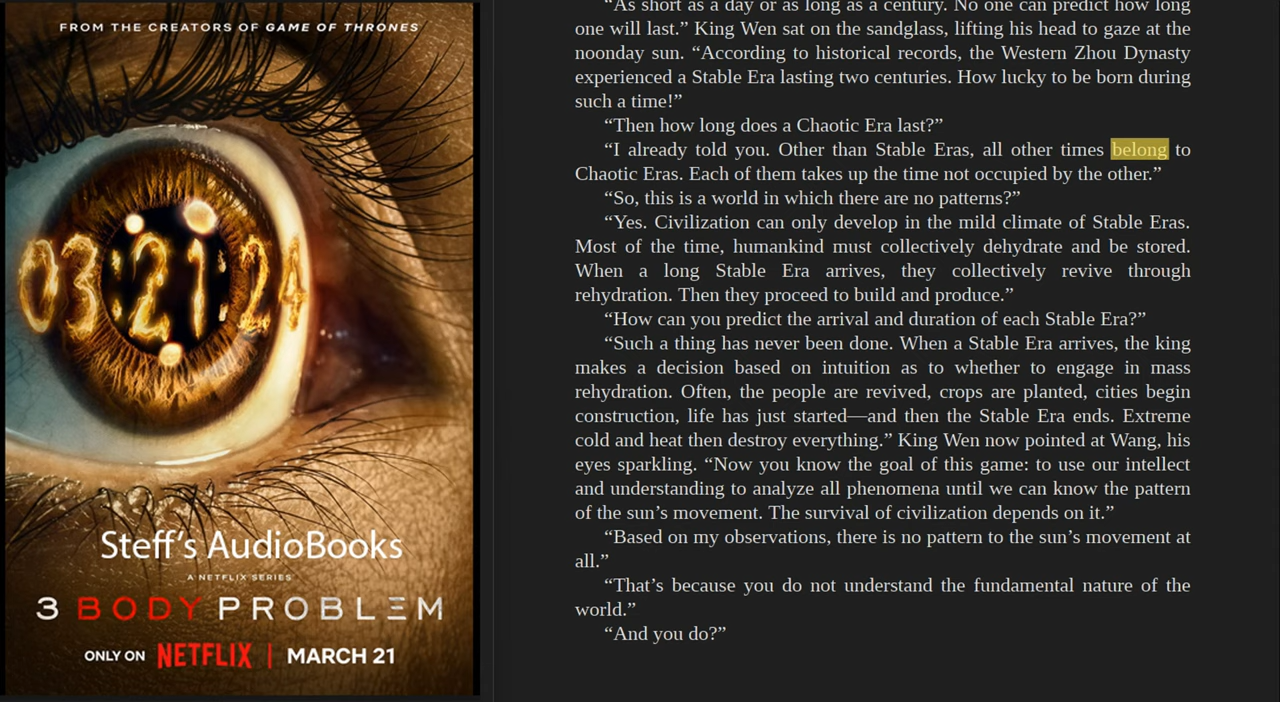 FROM THE CREATORS OF GAME OF THRONES
03:21:24
Steff's AudioBooks
A NETFLIX SERIES
3 BODY PROBLEM
ONLY ON NETFLIX | MARCH 21
“As short as a day or as long as a century. No one can predict how long
one will last.” King Wen sat on the sandglass, lifting his head to gaze at the
noonday sun. “According to historical records, the Western Zhou Dynasty
experienced a Stable Era lasting two centuries. How lucky to be born during
such a time!”
“Then how long does a Chaotic Era last?”
“I already told you. Other than Stable Eras, all other times belong to
Chaotic Eras. Each of them takes up the time not occupied by the other.”
“So, this is a world in which there are no patterns?”
“Yes. Civilization can only develop in the mild climate of Stable Eras.
Most of the time, humankind must collectively dehydrate and be stored.
When a long Stable Era arrives, they collectively revive through
rehydration. Then they proceed to build and produce.”
“How can you predict the arrival and duration of each Stable Era?”
“Such a thing has never been done. When a Stable Era arrives, the king
makes a decision based on intuition as to whether to engage in mass
rehydration. Often, the people are revived, crops are planted, cities begin
construction, life has just started—and then the Stable Era ends. Extreme
cold and heat then destroy everything.” King Wen now pointed at Wang, his
eyes sparkling. “Now you know the goal of this game: to use our intellect
and understanding to analyze all phenomena until we can know the pattern
of the sun’s movement. The survival of civilization depends on it.”
“Based on my observations, there is no pattern to the sun’s movement at
all.”
“That’s because you do not understand the fundamental nature of the
world.”
“And you do?”